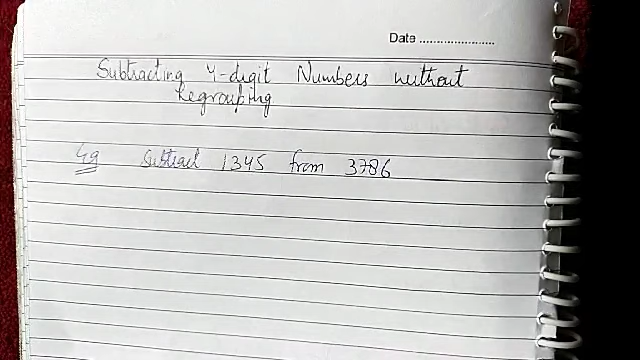 Date ........................
Subtracting 4-digit Numbers without
Regrouping
Eg Subtract 1345 from 3786